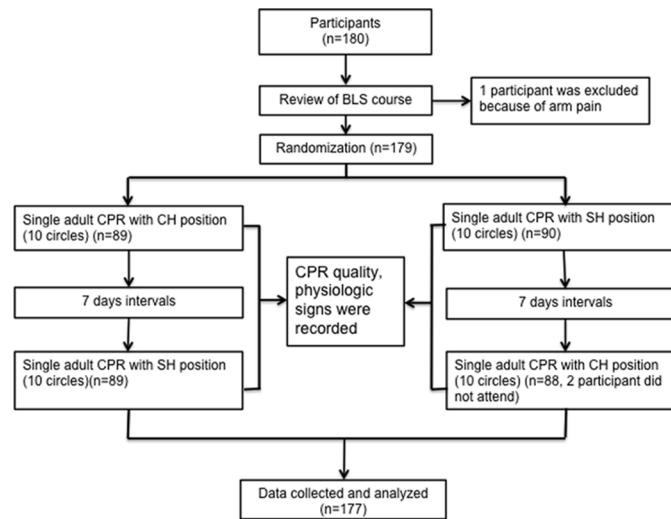 Participants
(n=180)
Review of BLS course
1 participant was excluded
because of arm pain
Randomization (n=179)
Single adult CPR with CH position
(10 circles) (n=89)
Single adult CPR with SH position
(10 circles) (n=90)
CPR quality,
physiologic
signs were
recorded
7 days intervals
7 days intervals
Single adult CPR with SH position
(10 circles)(n=89)
Single adult CPR with CH position
(10 circles) (n=88, 2 participant did
not attend)
Data collected and analyzed
(n=177)